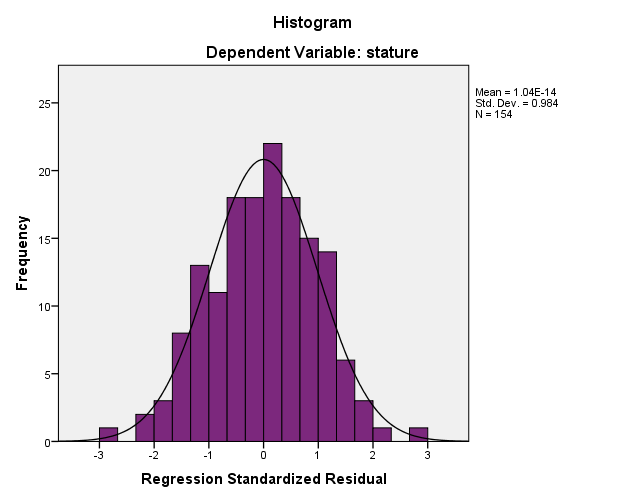 Histogram
Dependent Variable: stature
Mean = 1.04E-14
Std. Dev. = 0.984
N = 154
Frequency
25
20
15
10
5
0
-3 -2 -1 0 1 2 3
Regression Standardized Residual